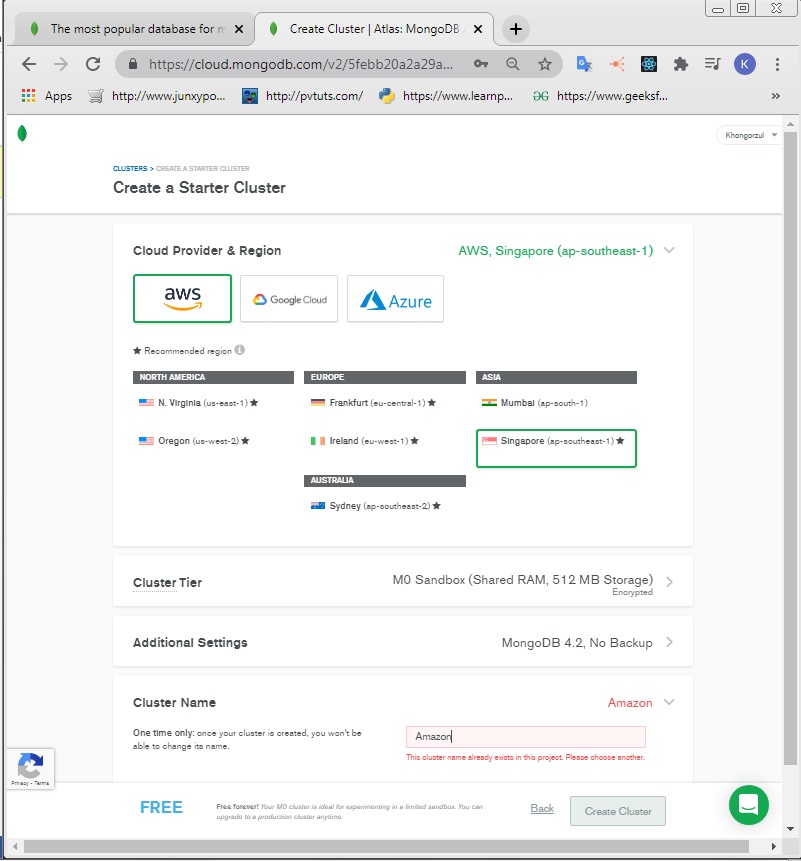 The most popular database for m
Create Cluster | Atlas: MongoDB A
https://cloud.mongodb.com/v2/5febb20a2a29a...
K
Apps
http://www.junxypo...
http://pvtuts.com/
https://www.learnp...
https://www.geeksf...
»
Khongorzul
CLUSTERS > CREATE A STARTER CLUSTER
Create a Starter Cluster
Cloud Provider & Region
AWS, Singapore (ap-southeast-1)
aws
Google Cloud
Azure
★ Recommended region i
NORTH AMERICA
N. Virginia (us-east-1) ★
Oregon (us-west-2) ★
EUROPE
Frankfurt (eu-central-1) ★
Ireland (eu-west-1) ★
AUSTRALIA
Sydney (ap-southeast-2) ★
ASIA
Mumbai (ap-south-1)
Singapore (ap-southeast-1) ★
Cluster Tier
M0 Sandbox (Shared RAM, 512 MB Storage)
Encrypted
Additional Settings
MongoDB 4.2, No Backup
Cluster Name
Amazon
One time only: once your cluster is created, you won't be
able to change its name.
Amazon
This cluster name already exists in this project. Please choose another.
Privacy - Terms
FREE
Free forever! Your M0 cluster is ideal for experimenting in a limited sandbox. You can
upgrade to a production cluster anytime.
Back
Create Cluster